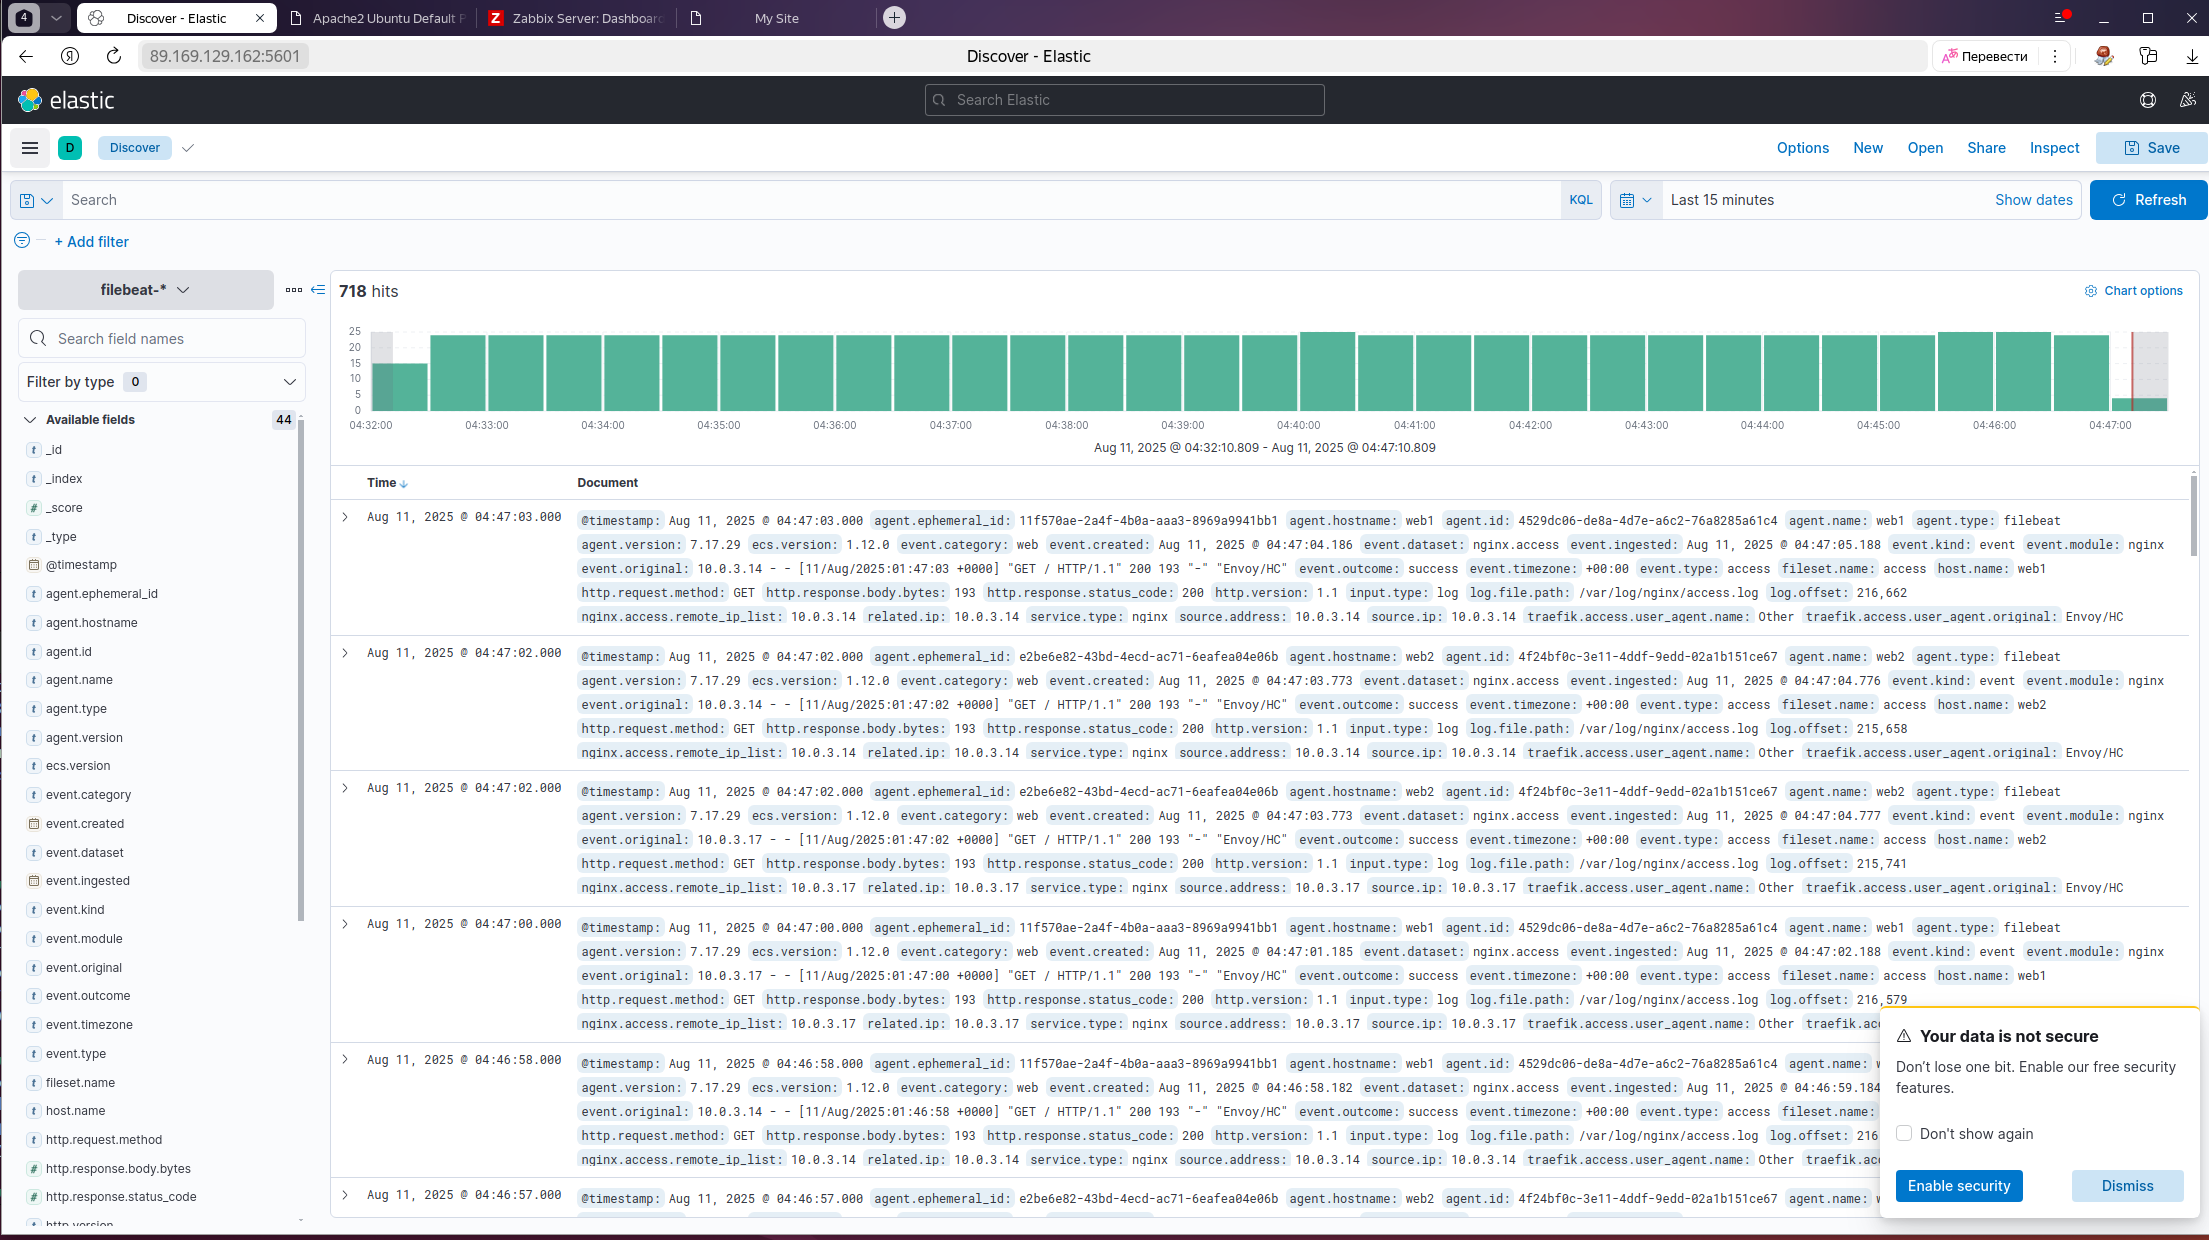 4
Discover - Elastic
Apache2 Ubuntu Default P
Z Zabbix Server: Dashboard
My Site
89.169.129.162:5601
Discover - Elastic
Перевести
elastic
Search Elastic
D Discover
Options New Open Share Inspect Save
Search
KQL
Last 15 minutes
Show dates
Refresh
+ Add filter
filebeat-*
718 hits
Chart options
Search field names
Filter by type 0
Available fields 44
t _id
t _index
# _score
t _type
@timestamp
t agent.ephemeral_id
t agent.hostname
t agent.id
t agent.name
t agent.type
t agent.version
t ecs.version
t event.category
event.created
t event.dataset
event.ingested
t event.kind
t event.module
t event.original
t event.outcome
t event.timezone
t event.type
t fileset.name
t host.name
t http.request.method
# http.response.body.bytes
# http.response.status_code
t http.version
25
20
15
10
5
0
04:32:00 04:33:00 04:34:00 04:35:00 04:36:00 04:37:00 04:38:00 04:39:00 04:40:00 04:41:00 04:42:00 04:43:00 04:44:00 04:45:00 04:46:00 04:47:00
Aug 11, 2025 @ 04:32:10.809 - Aug 11, 2025 @ 04:47:10.809
Time Document
Aug 11, 2025 @ 04:47:03.000 @timestamp: Aug 11, 2025 @ 04:47:03.000 agent.ephemeral_id: 11f570ae-2a4f-4b0a-aaa3-8969a9941bb1 agent.hostname: web1 agent.id: 4529dc06-de8a-4d7e-a6c2-76a8285a61c4 agent.name: web1 agent.type: filebeat
agent.version: 7.17.29 ecs.version: 1.12.0 event.category: web event.created: Aug 11, 2025 @ 04:47:04.186 event.dataset: nginx.access event.ingested: Aug 11, 2025 @ 04:47:05.188 event.kind: event event.module: nginx
event.original: 10.0.3.14 - - [11/Aug/2025:01:47:03 +0000] "GET / HTTP/1.1" 200 193 "-" "Envoy/HC" event.outcome: success event.timezone: +00:00 event.type: access fileset.name: access host.name: web1
http.request.method: GET http.response.body.bytes: 193 http.response.status_code: 200 http.version: 1.1 input.type: log log.file.path: /var/log/nginx/access.log log.offset: 216,662
nginx.access.remote_ip_list: 10.0.3.14 related.ip: 10.0.3.14 service.type: nginx source.address: 10.0.3.14 source.ip: 10.0.3.14 traefik.access.user_agent.name: Other traefik.access.user_agent.original: Envoy/HC
Aug 11, 2025 @ 04:47:02.000 @timestamp: Aug 11, 2025 @ 04:47:02.000 agent.ephemeral_id: e2be6e82-43bd-4ecd-ac71-6eafea04e06b agent.hostname: web2 agent.id: 4f24bf0c-3e11-4ddf-9edd-02a1b151ce67 agent.name: web2 agent.type: filebeat
agent.version: 7.17.29 ecs.version: 1.12.0 event.category: web event.created: Aug 11, 2025 @ 04:47:03.773 event.dataset: nginx.access event.ingested: Aug 11, 2025 @ 04:47:04.776 event.kind: event event.module: nginx
event.original: 10.0.3.14 - - [11/Aug/2025:01:47:02 +0000] "GET / HTTP/1.1" 200 193 "-" "Envoy/HC" event.outcome: success event.timezone: +00:00 event.type: access fileset.name: access host.name: web2
http.request.method: GET http.response.body.bytes: 193 http.response.status_code: 200 http.version: 1.1 input.type: log log.file.path: /var/log/nginx/access.log log.offset: 215,658
nginx.access.remote_ip_list: 10.0.3.14 related.ip: 10.0.3.14 service.type: nginx source.address: 10.0.3.14 source.ip: 10.0.3.14 traefik.access.user_agent.name: Other traefik.access.user_agent.original: Envoy/HC
Aug 11, 2025 @ 04:47:02.000 @timestamp: Aug 11, 2025 @ 04:47:02.000 agent.ephemeral_id: e2be6e82-43bd-4ecd-ac71-6eafea04e06b agent.hostname: web2 agent.id: 4f24bf0c-3e11-4ddf-9edd-02a1b151ce67 agent.name: web2 agent.type: filebeat
agent.version: 7.17.29 ecs.version: 1.12.0 event.category: web event.created: Aug 11, 2025 @ 04:47:03.773 event.dataset: nginx.access event.ingested: Aug 11, 2025 @ 04:47:04.777 event.kind: event event.module: nginx
event.original: 10.0.3.17 - - [11/Aug/2025:01:47:02 +0000] "GET / HTTP/1.1" 200 193 "-" "Envoy/HC" event.outcome: success event.timezone: +00:00 event.type: access fileset.name: access host.name: web2
http.request.method: GET http.response.body.bytes: 193 http.response.status_code: 200 http.version: 1.1 input.type: log log.file.path: /var/log/nginx/access.log log.offset: 215,741
nginx.access.remote_ip_list: 10.0.3.17 related.ip: 10.0.3.17 service.type: nginx source.address: 10.0.3.17 source.ip: 10.0.3.17 traefik.access.user_agent.name: Other traefik.access.user_agent.original: Envoy/HC
Aug 11, 2025 @ 04:47:00.000 @timestamp: Aug 11, 2025 @ 04:47:00.000 agent.ephemeral_id: 11f570ae-2a4f-4b0a-aaa3-8969a9941bb1 agent.hostname: web1 agent.id: 4529dc06-de8a-4d7e-a6c2-76a8285a61c4 agent.name: web1 agent.type: filebeat
agent.version: 7.17.29 ecs.version: 1.12.0 event.category: web event.created: Aug 11, 2025 @ 04:47:01.185 event.dataset: nginx.access event.ingested: Aug 11, 2025 @ 04:47:02.188 event.kind: event event.module: nginx
event.original: 10.0.3.17 - - [11/Aug/2025:01:47:00 +0000] "GET / HTTP/1.1" 200 193 "-" "Envoy/HC" event.outcome: success event.timezone: +00:00 event.type: access fileset.name: access host.name: web1
http.request.method: GET http.response.body.bytes: 193 http.response.status_code: 200 http.version: 1.1 input.type: log log.file.path: /var/log/nginx/access.log log.offset: 216,579
nginx.access.remote_ip_list: 10.0.3.17 related.ip: 10.0.3.17 service.type: nginx source.address: 10.0.3.17 source.ip: 10.0.3.17 traefik.access.user_agent.name: Other traefik.ac
Aug 11, 2025 @ 04:46:58.000 @timestamp: Aug 11, 2025 @ 04:46:58.000 agent.ephemeral_id: 11f570ae-2a4f-4b0a-aaa3-8969a9941bb1 agent.hostname: web1 agent.id: 4529dc06-de8a-4d7e-a6c2-76a8285a61c4 agent.name:
agent.version: 7.17.29 ecs.version: 1.12.0 event.category: web event.created: Aug 11, 2025 @ 04:46:58.182 event.dataset: nginx.access event.ingested: Aug 11, 2025 @ 04:46:59.184
event.original: 10.0.3.14 - - [11/Aug/2025:01:46:58 +0000] "GET / HTTP/1.1" 200 193 "-" "Envoy/HC" event.outcome: success event.timezone: +00:00 event.type: access fileset.name:
http.request.method: GET http.response.body.bytes: 193 http.response.status_code: 200 http.version: 1.1 input.type: log log.file.path: /var/log/nginx/access.log log.offset: 216
nginx.access.remote_ip_list: 10.0.3.14 related.ip: 10.0.3.14 service.type: nginx source.address: 10.0.3.14 source.ip: 10.0.3.14 traefik.access.user_agent.name: Other traefik.ac
Aug 11, 2025 @ 04:46:57.000 @timestamp: Aug 11, 2025 @ 04:46:57.000 agent.ephemeral_id: e2be6e82-43bd-4ecd-ac71-6eafea04e06b agent.hostname: web2 agent.id: 4f24bf0c-3e11-4ddf-9edd-02a1b151ce67 agent.name:
Your data is not secure
Don't lose one bit. Enable our free security
features.
Don't show again
Enable security
Dismiss